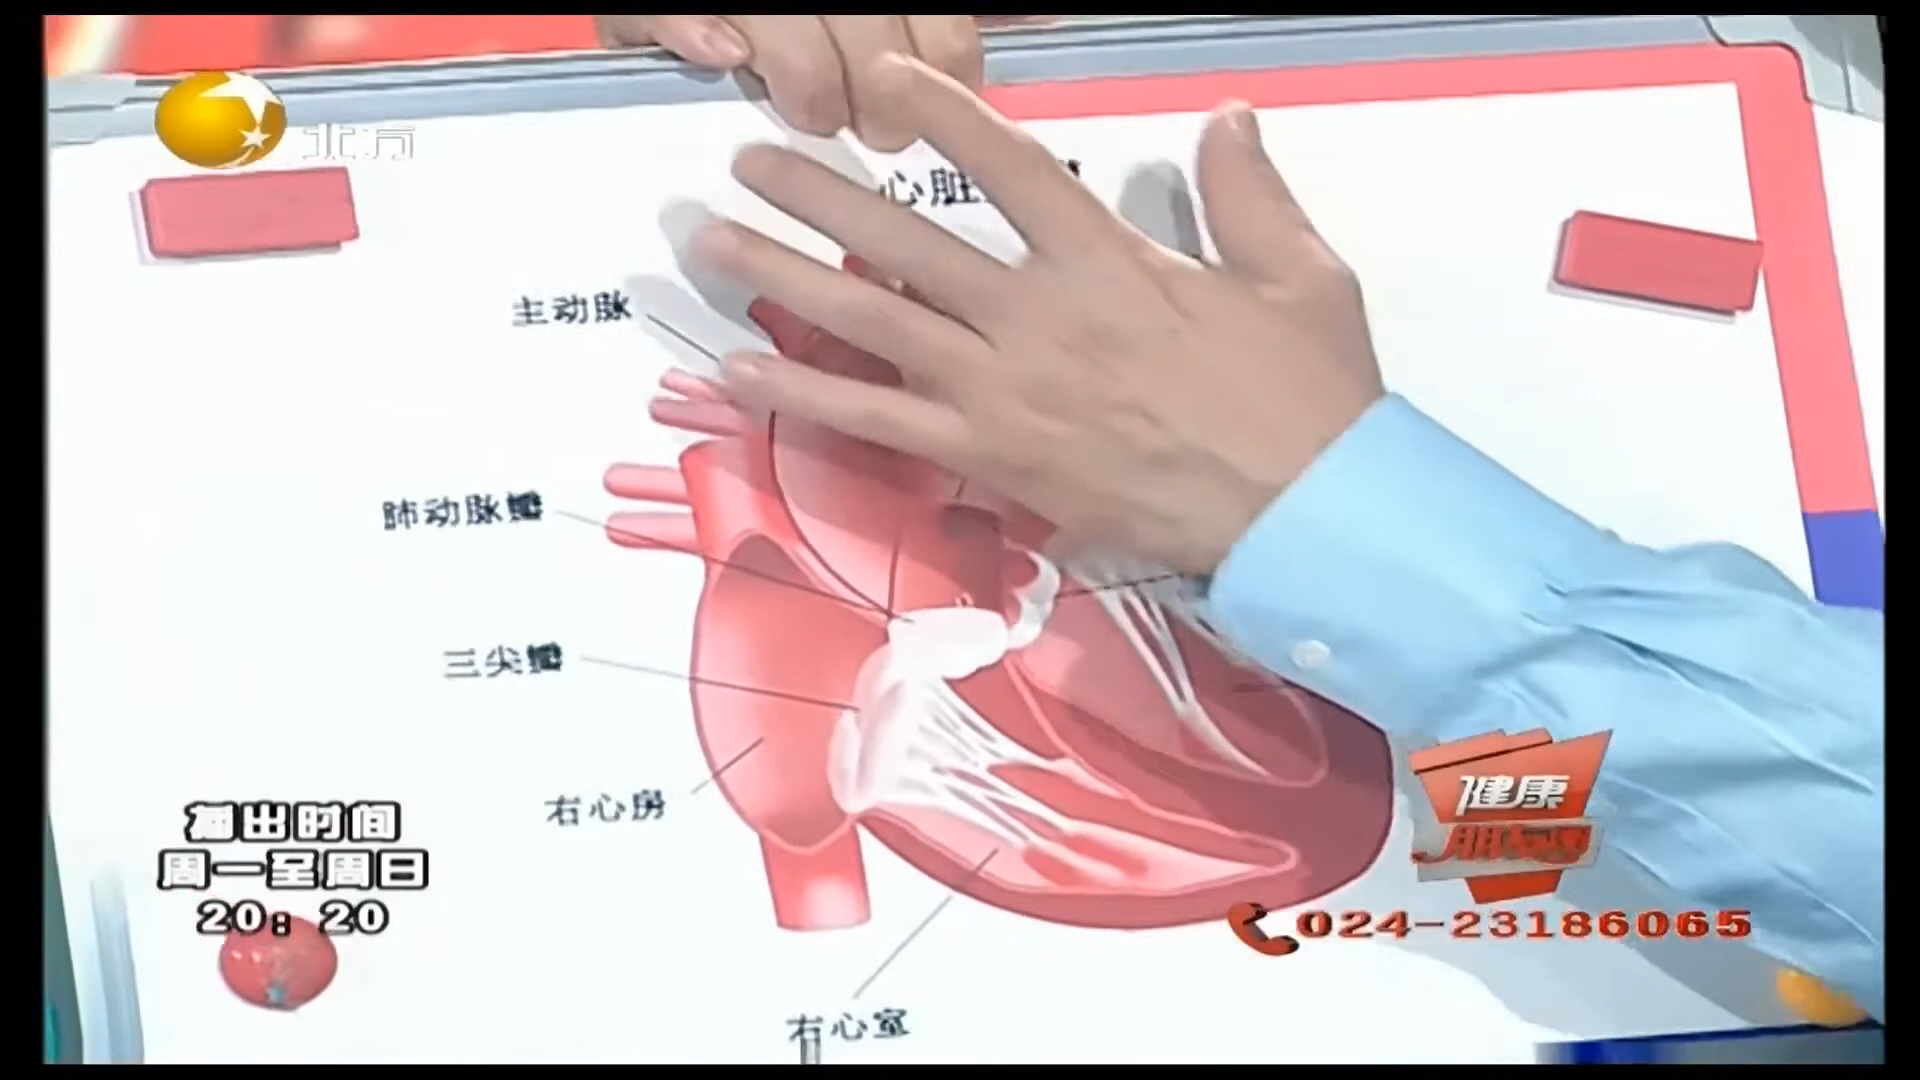 北方
心脏
主动脉
肺动脉瓣
三尖瓣
右心房
右心室
播出时间
周一至周日
20：20
健康
024-23186065